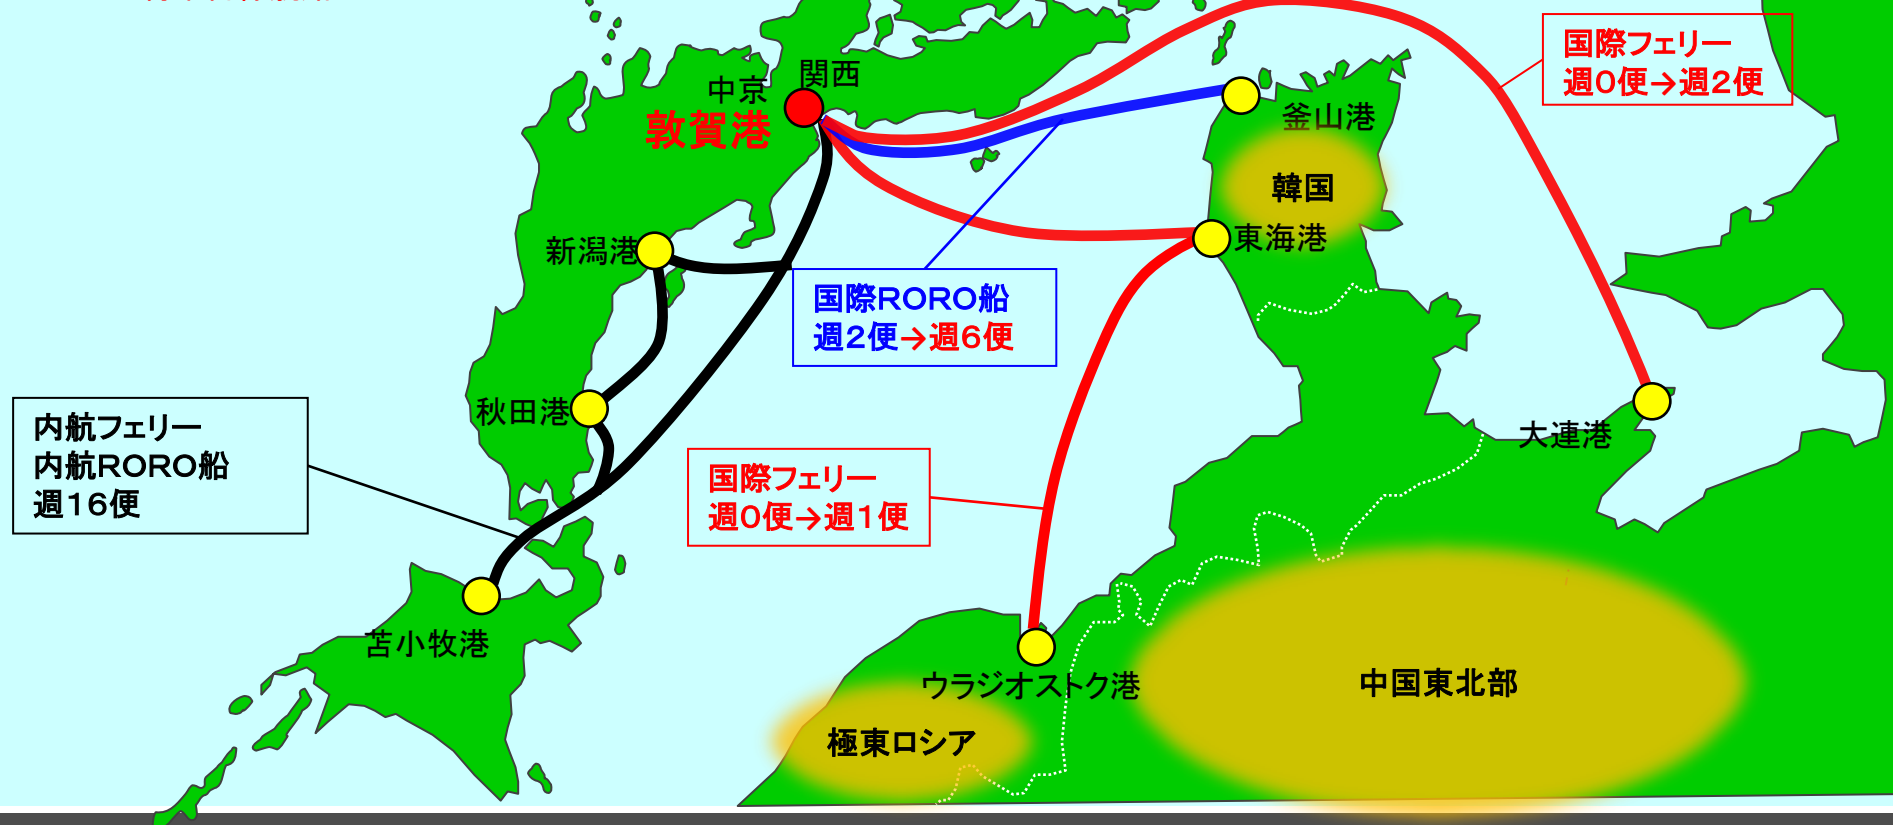 国際フェリー
週０便→週２便
関西
中京
敦賀港
釜山港
韓国
東海港
新潟港
国際ＲＯＲＯ船
週２便→週６便
秋田港
内航フェリー
内航ＲＯＲＯ船
週１６便
大連港
国際フェリー
週０便→週１便
苫小牧港
ウラジオストク港
中国東北部
極東ロシア